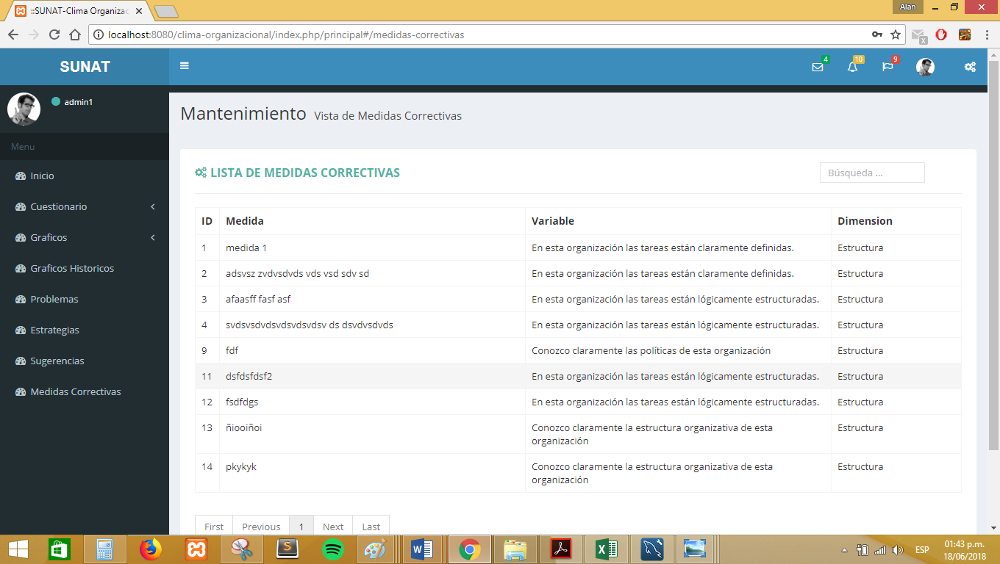 ::SUNAT-Clima Organizac
Alan
localhost:8080/clima-organizacional/index.php/principal#/medidas-correctivas
SUNAT
4
10
9
admin1
Menu
Inicio
Cuestionario
Graficos
Graficos Historicos
Problemas
Estrategias
Sugerencias
Medidas Correctivas
Mantenimiento Vista de Medidas Correctivas
LISTA DE MEDIDAS CORRECTIVAS
Búsqueda ...
ID Medida Variable Dimension
1 medida 1 En esta organización las tareas están claramente definidas. Estructura
2 adsvsz zvdvsdvds vds vsd sdv sd En esta organización las tareas están claramente definidas. Estructura
3 afaasff fasf asf En esta organización las tareas están lógicamente estructuradas. Estructura
4 svdsvsdvdsvdsvdsvdsv ds dsvdvsdvds En esta organización las tareas están lógicamente estructuradas. Estructura
9 fdf Conozco claramente las políticas de esta organización Estructura
11 dsfdsfdsf2 En esta organización las tareas están lógicamente estructuradas. Estructura
12 fsdfdgs En esta organización las tareas están lógicamente estructuradas. Estructura
13 ñiooiñoi Conozco claramente la estructura organizativa de esta Estructura
organización
14 pkykyk Conozco claramente la estructura organizativa de esta Estructura
organización
First Previous 1 Next Last
ESP
01:43 p.m.
18/06/2018